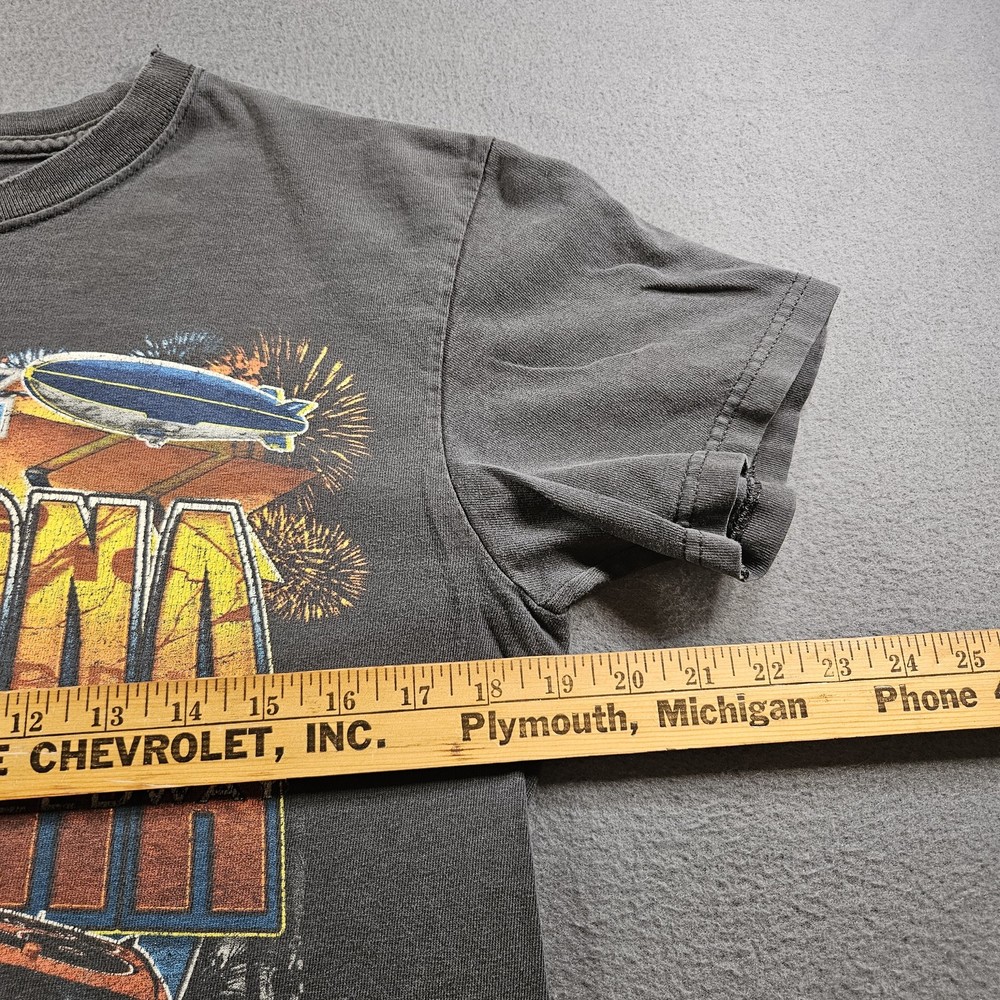 ONA
12 13 14 15 16 17 18 19 20 21 22 23 24 25
E CHEVROLET, INC. Plymouth, Michigan Phone